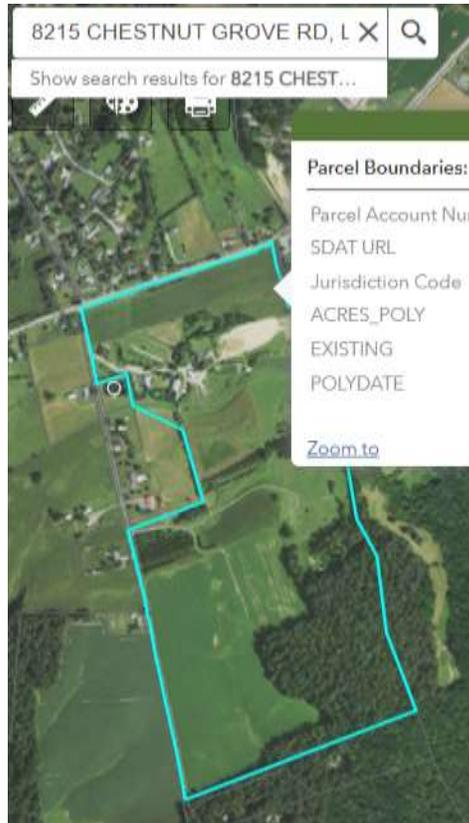 8215 CHESTNUT GROVE RD, L
Show search results for 8215 CHEST...
Parcel Boundaries:
Parcel Account Nu
SDAT URL
Jurisdiction Code
ACRES_POLY
EXISTING
POLYDATE
Zoom to